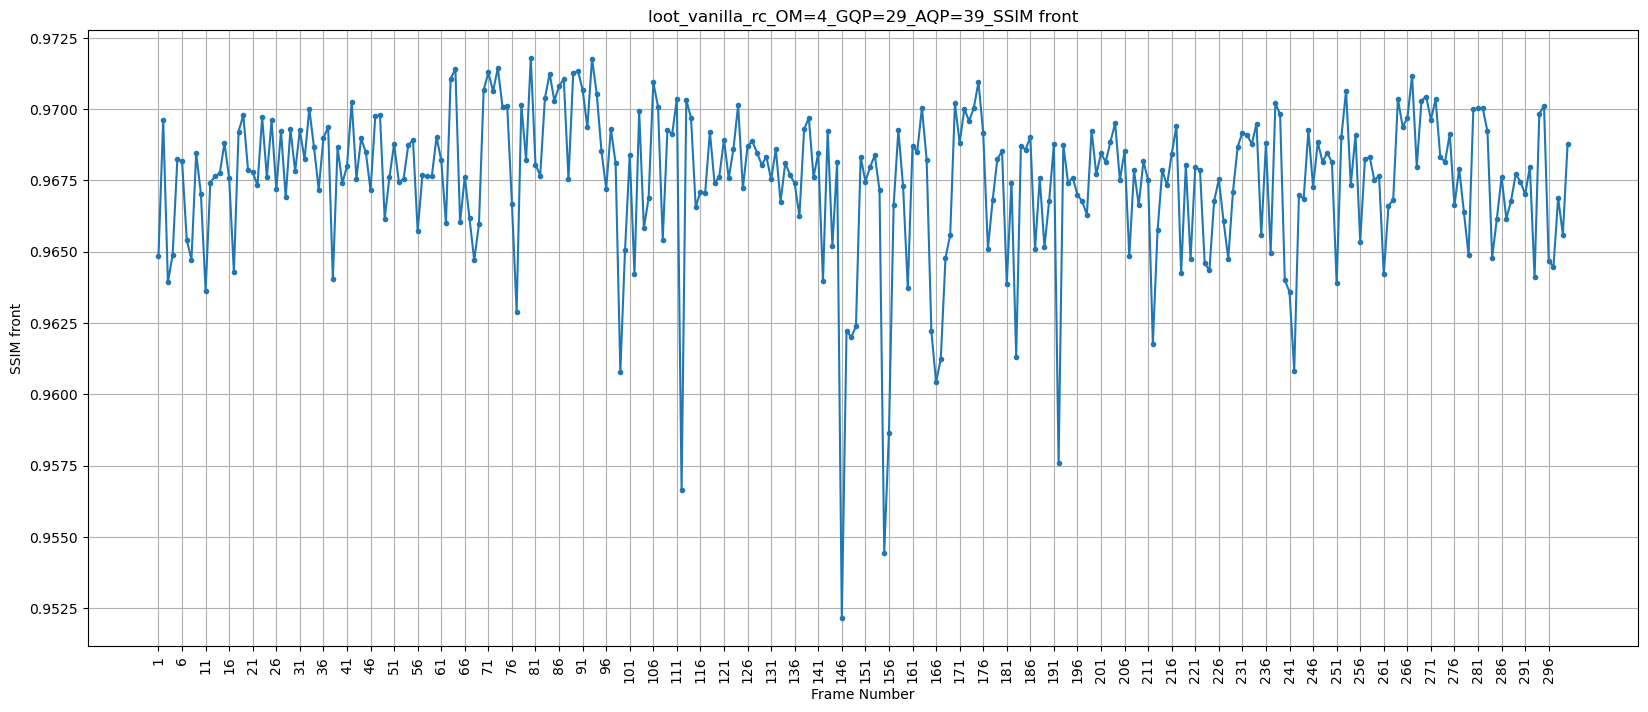 loot_vanilla_rc_OM=4_GQP=29_AQP=39_SSIM front
0.9725
0.9700
0.9675
0.9650
0.9625
0.9600
0.9575
0.9550
0.9525
SSIM front
1 6 11 16 21 26 31 36 41 46 51 56 61 66 71 76 81 86 91 96 101 106 111 116 121 126 131 136 141 146 151 156 161 166 171 176 181 186 191 196 201 206 211 216 221 226 231 236 241 246 251 256 261 266 271 276 281 286 291 296
Frame Number